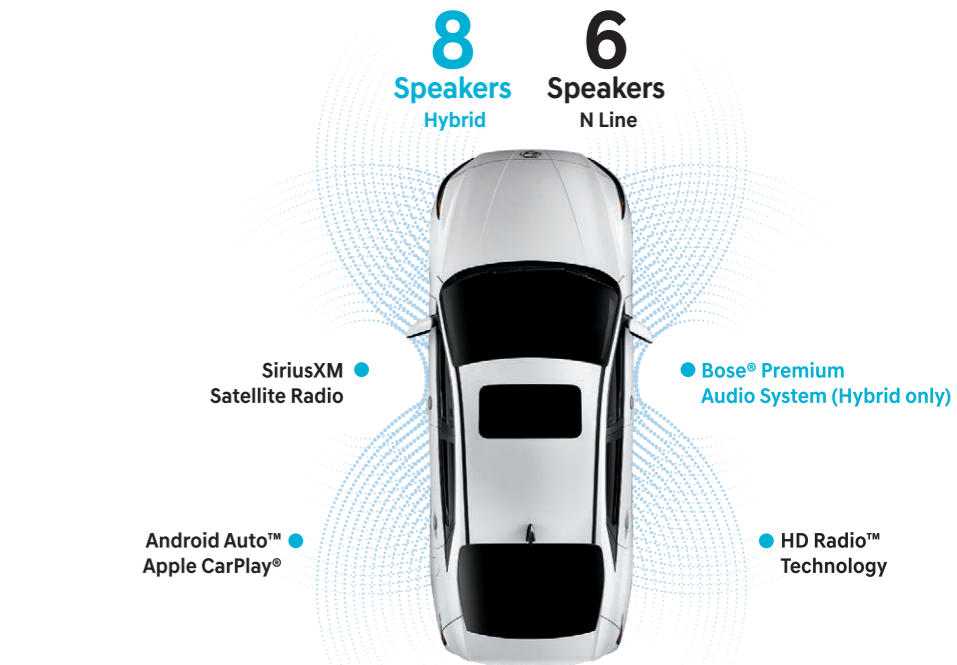 8
Speakers
Hybrid
6
Speakers
N Line
SiriusXM
Satellite Radio
Bose® Premium
Audio System (Hybrid only)
Android Auto™
Apple CarPlay®
HD Radio™
Technology